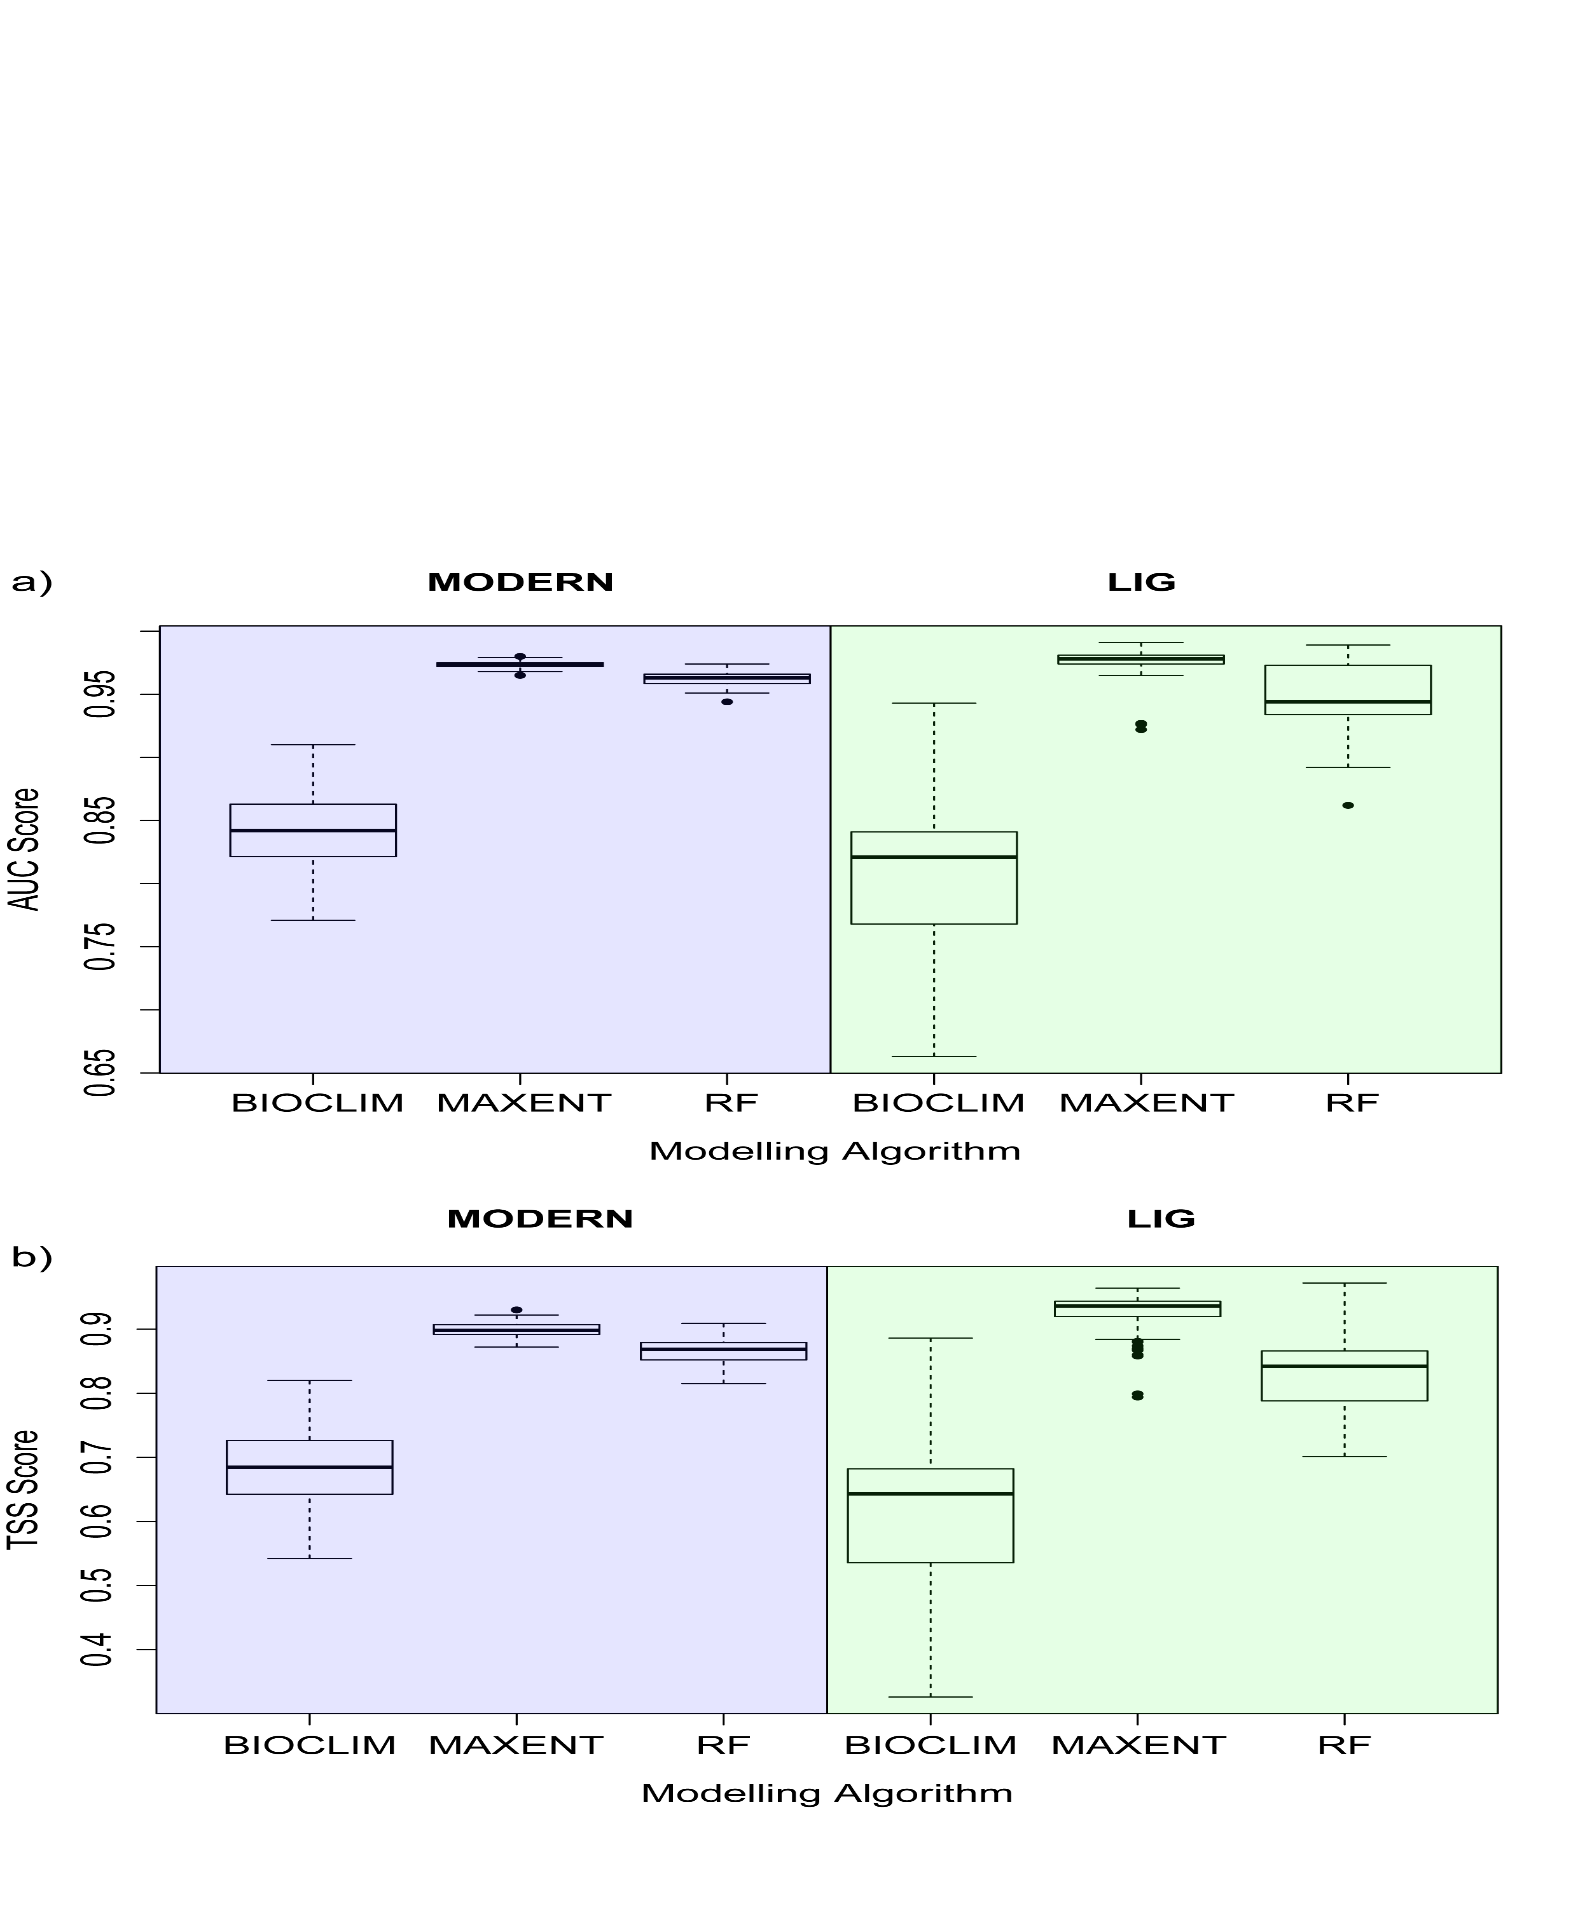 a)
MODERN LIG
0.95
0.85
0.75
0.65
AUC Score
BIOCLIM MAXENT RF BIOCLIM MAXENT RF
Modelling Algorithm
MODERN LIG
b)
0.9
0.8
0.7
0.6
0.5
0.4
TSS Score
BIOCLIM MAXENT RF BIOCLIM MAXENT RF
Modelling Algorithm